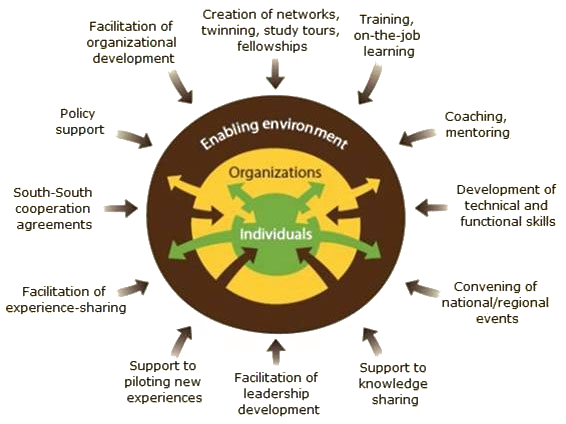 Creation of networks,
twinning, study tours,
fellowships
Training,
on-the-job
learning
Facilitation of
organizational
development
Policy
support
Coaching,
mentoring
South-South
cooperation
agreements
Development of
technical and
functional skills
Facilitation of
experience-sharing
Convening of
national/regional
events
Support to
piloting new
experiences
Facilitation of
leadership
development
Support to
knowledge
sharing
Enabling environment
Organizations
Individuals